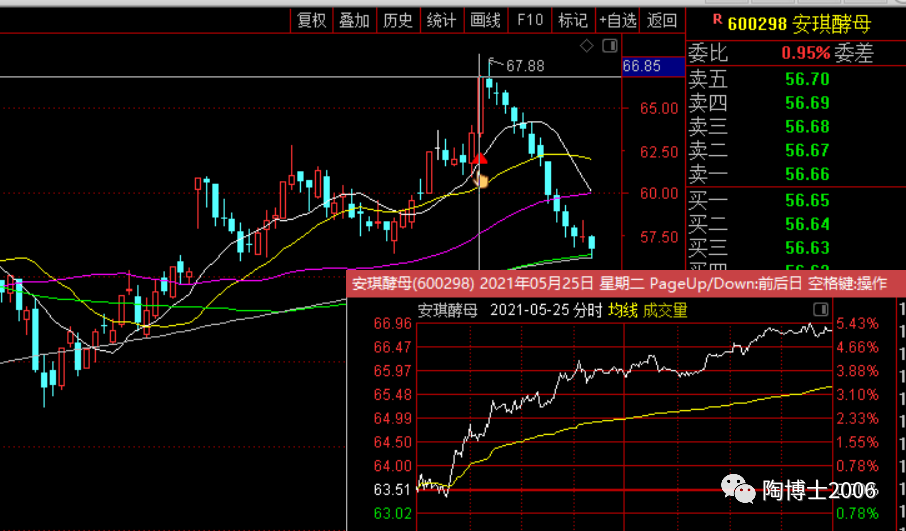 复权 叠加 历史 统计 画线 F10 标记 +自选 返回
R 600298 安琪酵母
委比 0.95% 委差
卖五 56.70
卖四 56.69
卖三 56.68
卖二 56.67
卖一 56.66
买一 56.65
买二 56.64
买三 56.63
67.88
66.85
65.00
62.50
60.00
57.50
安琪酵母(600298) 2021年05月25日 星期二 PageUp/Down:前后日 空格键:操作
安琪酵母 2021-05-25 分时 均线 成交量
66.96 5.43%
66.47 4.66%
65.97 3.88%
65.48 3.10%
64.99 2.33%
64.50 1.55%
64.00 0.78%
63.51
63.02 0.78%
陶博士2006